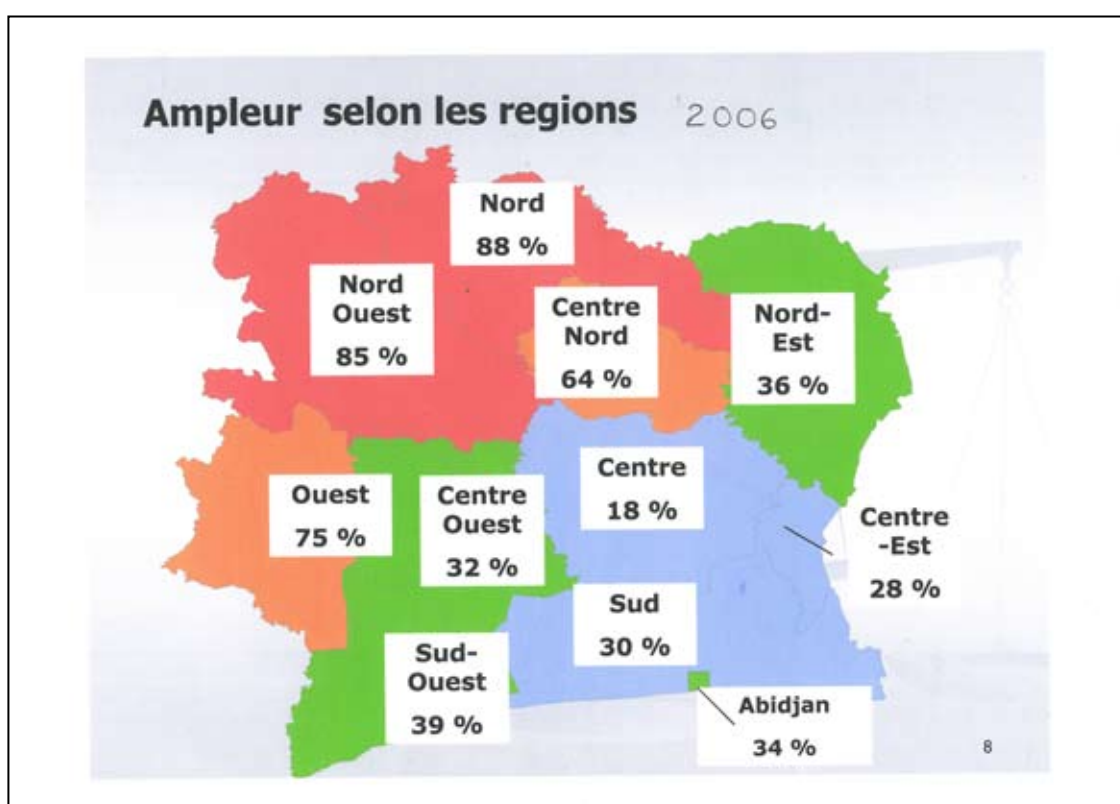 Ampleur selon les regions 2006
Nord
88 %
Nord
Ouest
85 %
Centre
Nord
64 %
Nord-
Est
36 %
Ouest
75 %
Centre
Ouest
32 %
Centre
18 %
Centre
-Est
28 %
Sud
30 %
Sud-
Ouest
39 %
Abidjan
34 %
8